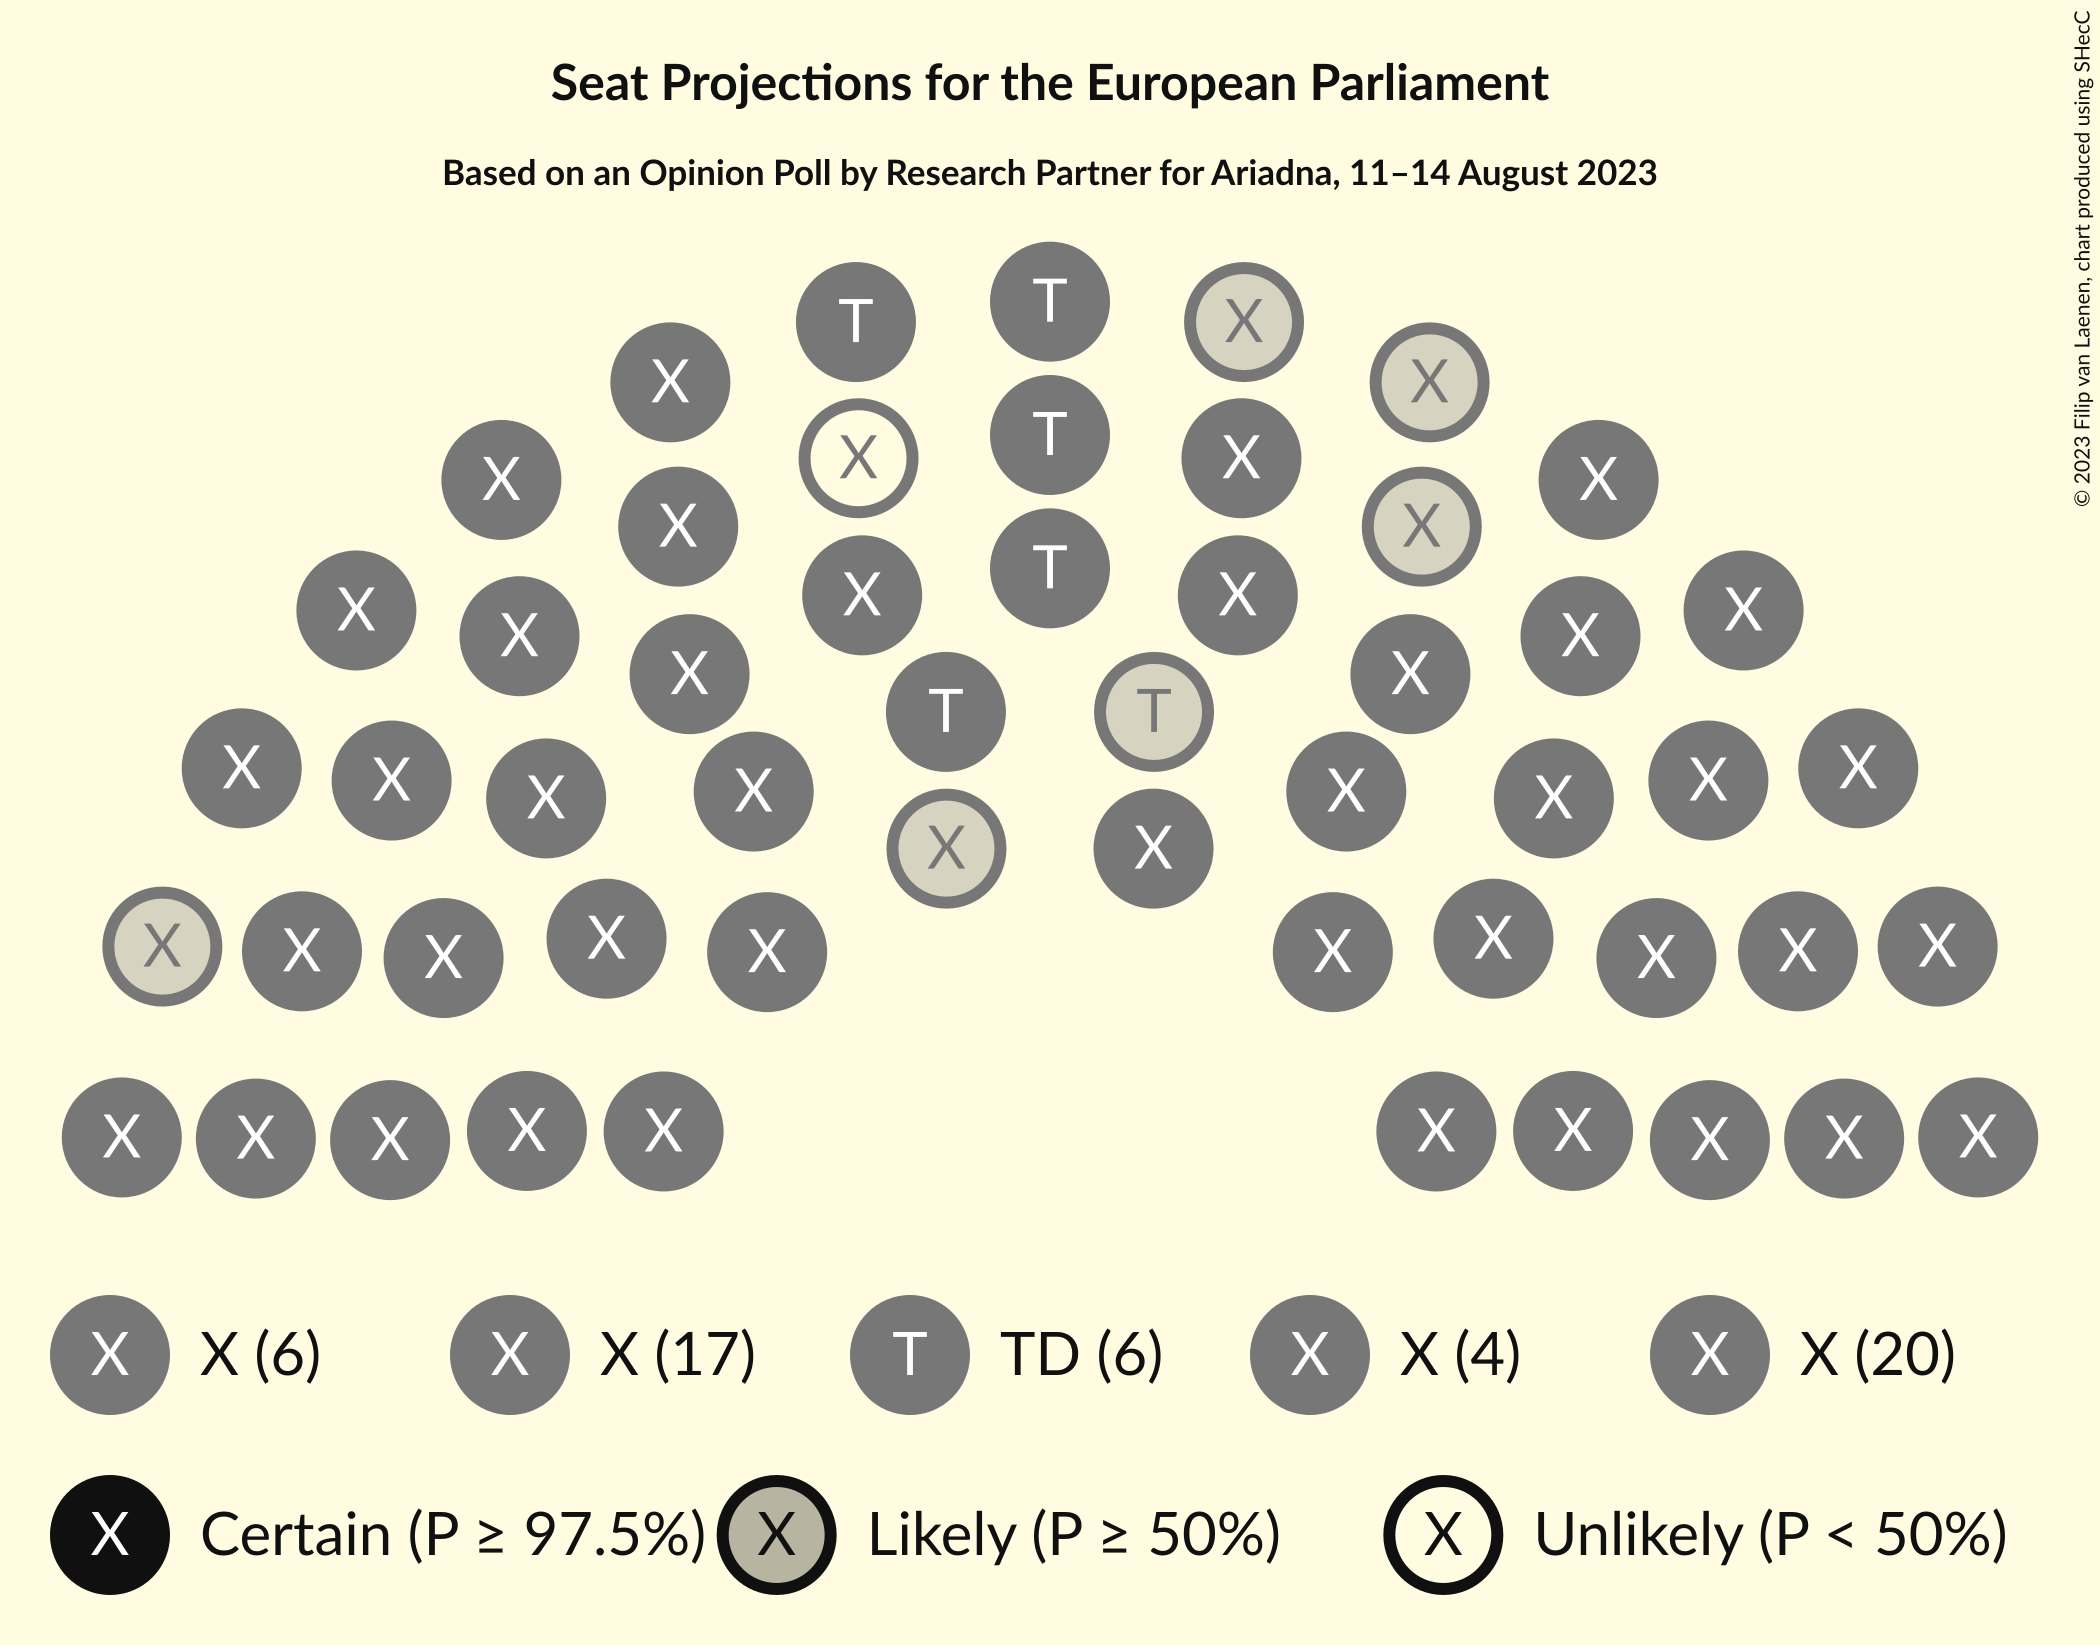 Seat Projections for the European Parliament
Based on an Opinion Poll by Research Partner for Ariadna, 11–14 August 2023
© 2023 Filip van Laenen, chart produced using SHecC
T
T X
X X
X T X X
X X X
X X
X X T X X
X X X X
X X
T T
X X X X X X X X
X X
X X X X X X X X X X
X X X X X X X X X X
X X (6) X X (17) T TD (6) X X (4) X X (20)
X Certain (P ≥ 97.5%) X Likely (P ≥ 50%) X Unlikely (P < 50%)